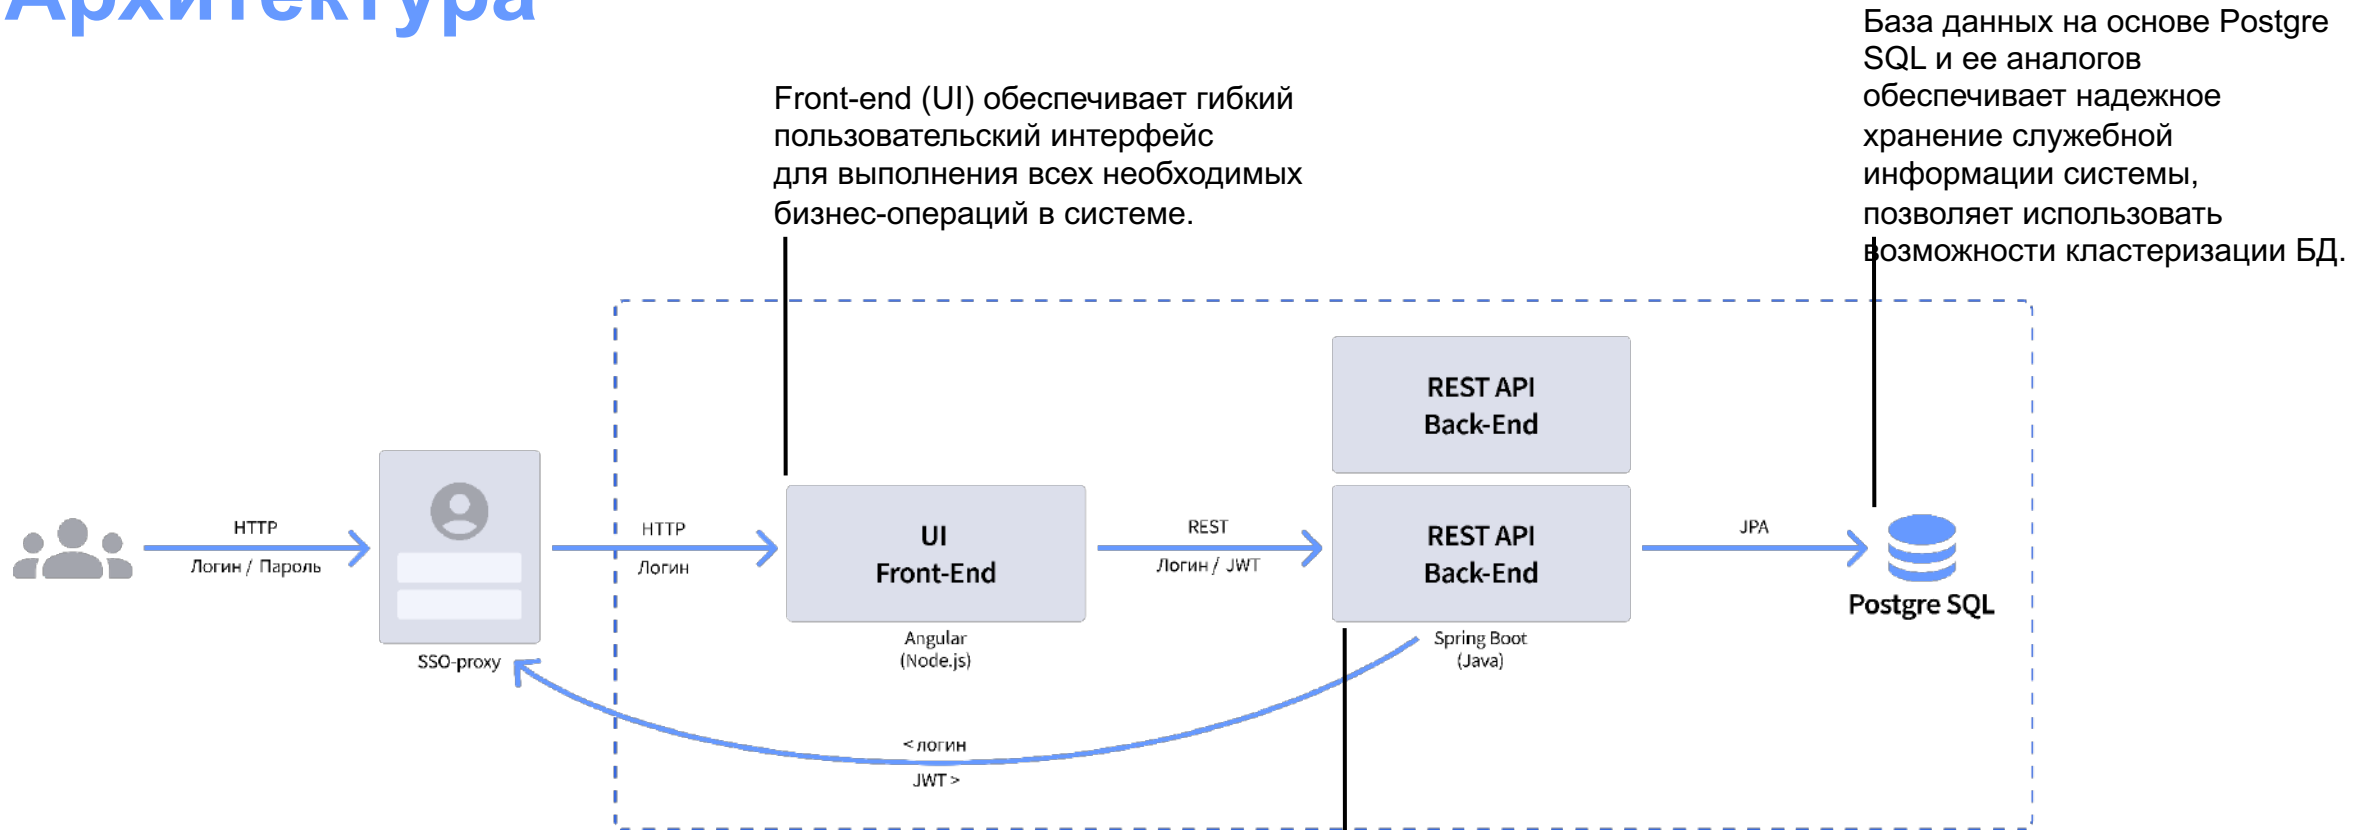 Архитектура
Front-end (UI) обеспечивает гибкий
пользовательский интерфейс
для выполнения всех необходимых
бизнес-операций в системе.
База данных на основе Postgre
SQL и ее аналогов
обеспечивает надежное
хранение служебной
информации системы,
позволяет использовать
возможности кластеризации БД.
HTTP
Логин / Пароль
SSO-proxy
HTTP
Логин
UI
Front-End
Angular
(Node.js)
REST
Логин / JWT
REST API
Back-End
REST API
Back-End
Spring Boot
(Java)
JPA
Postgre SQL
< логин
JWT >